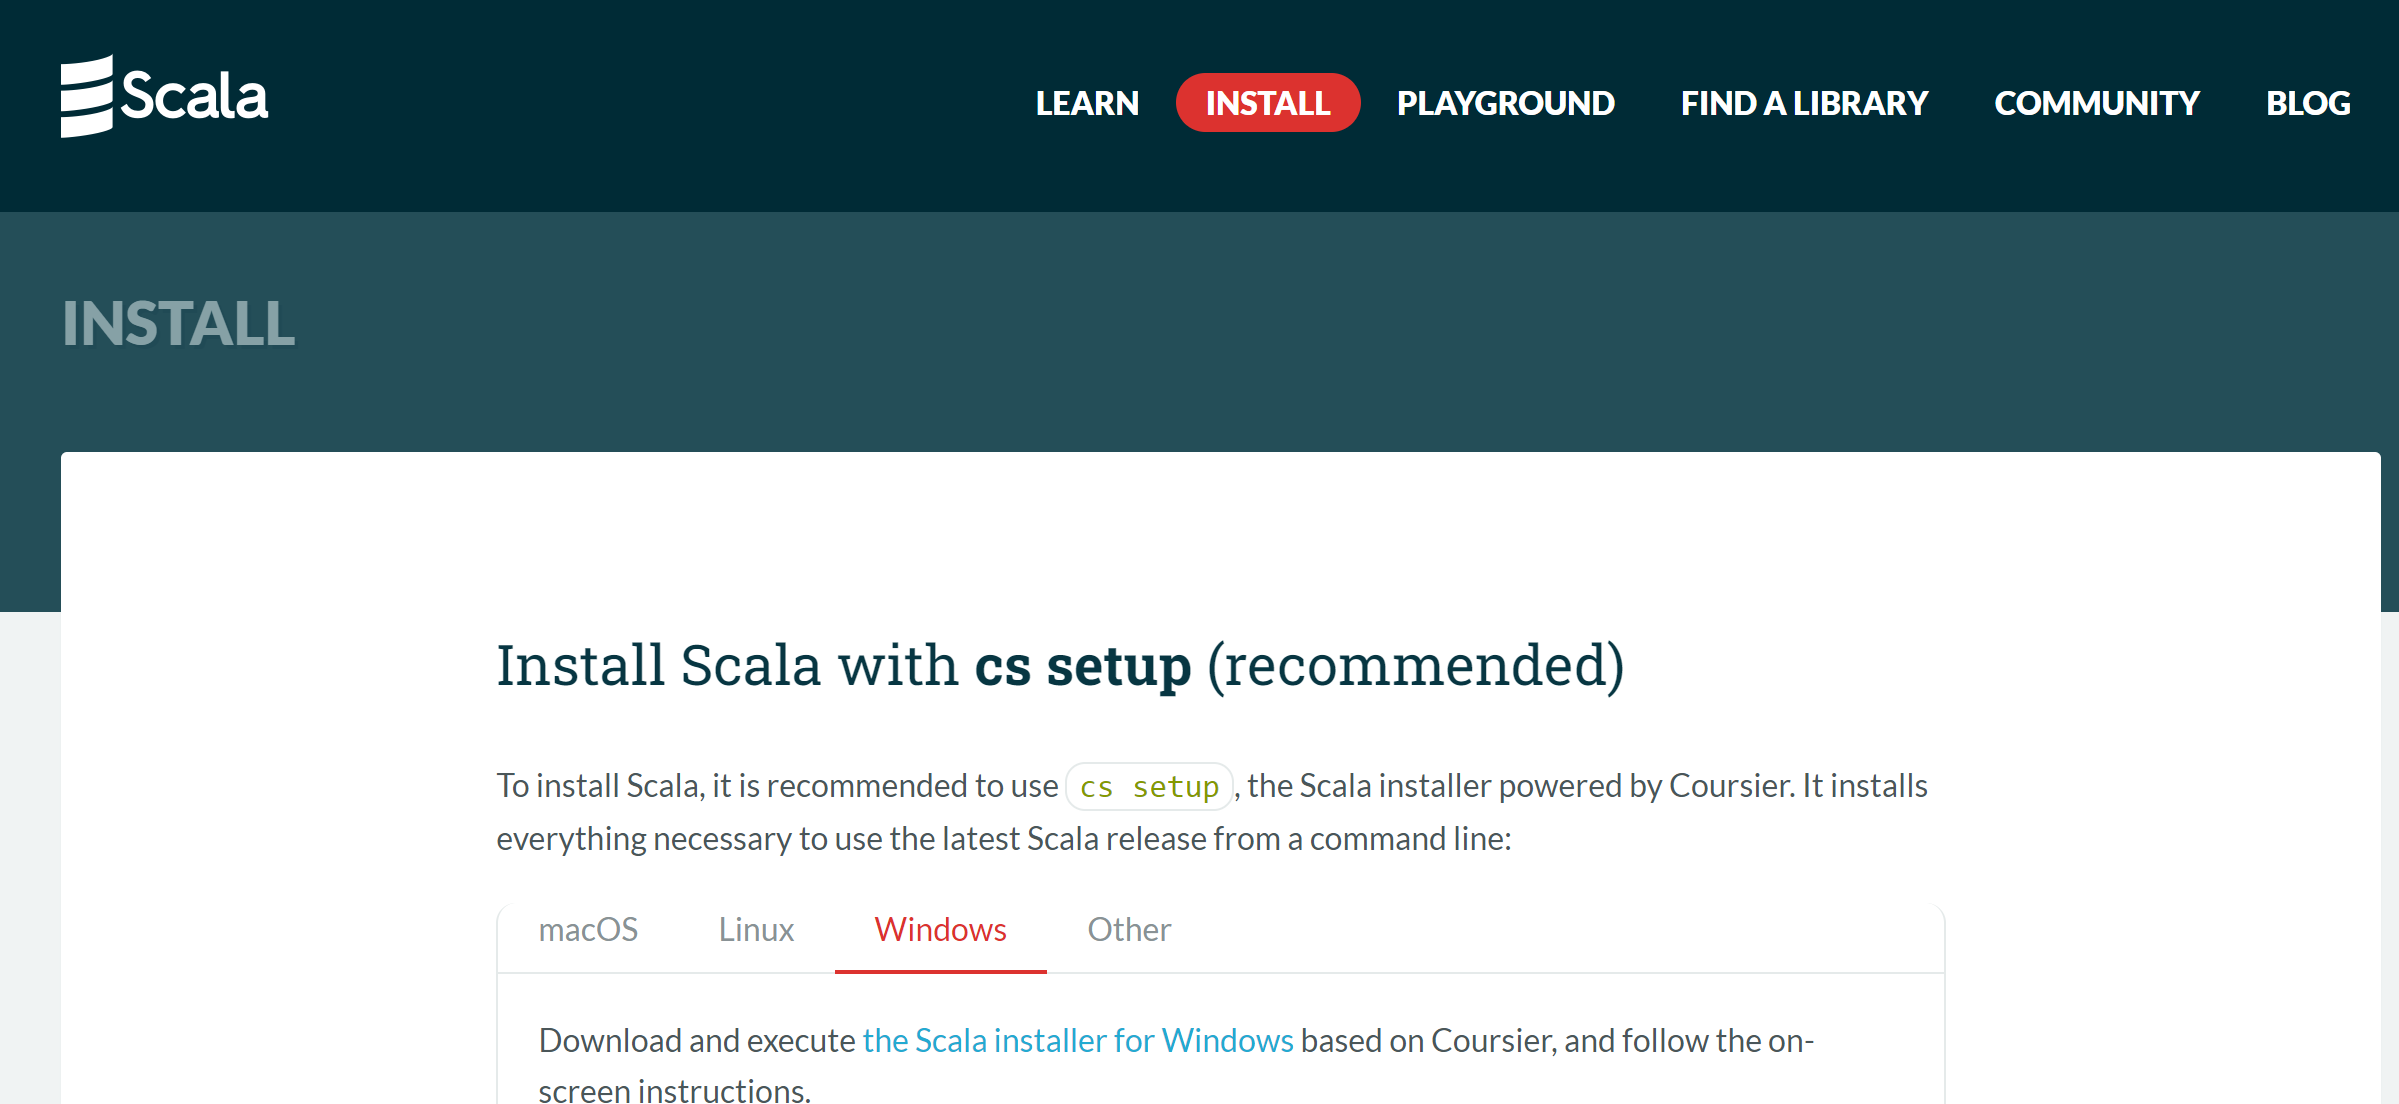 Scala
LEARN INSTALL PLAYGROUND FIND A LIBRARY COMMUNITY BLOG
INSTALL
Install Scala with cs setup (recommended)
To install Scala, it is recommended to use cs setup, the Scala installer powered by Coursier. It installs
everything necessary to use the latest Scala release from a command line:
macOS Linux Windows Other
Download and execute the Scala installer for Windows based on Coursier, and follow the on-
screen instructions.